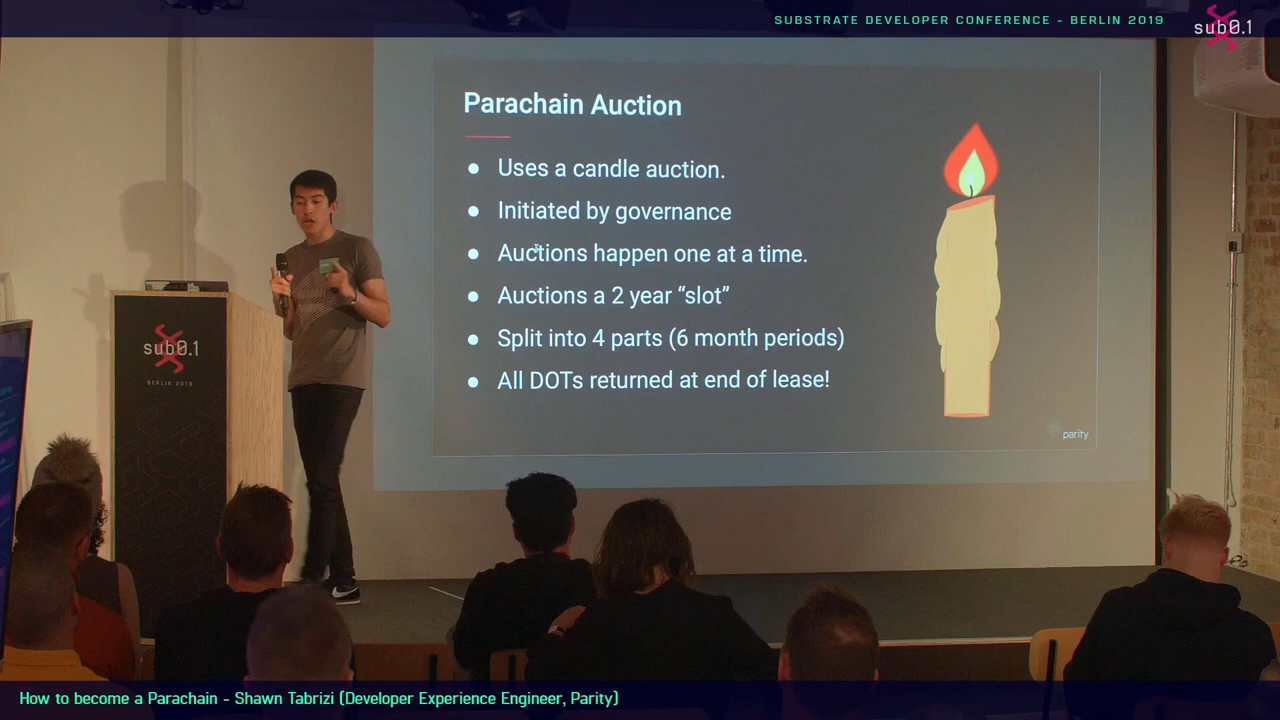 SUBSTRATE DEVELOPER CONFERENCE - BERLIN 2019
sub0.1
Parachain Auction
● Uses a candle auction.
● Initiated by governance
● Auctions happen one at a time.
● Auctions a 2 year “slot”
● Split into 4 parts (6 month periods)
● All DOTs returned at end of lease!
parity
sub0.1
BERLIN 2019
How to become a Parachain - Shawn Tabrizi (Developer Experience Engineer, Parity)